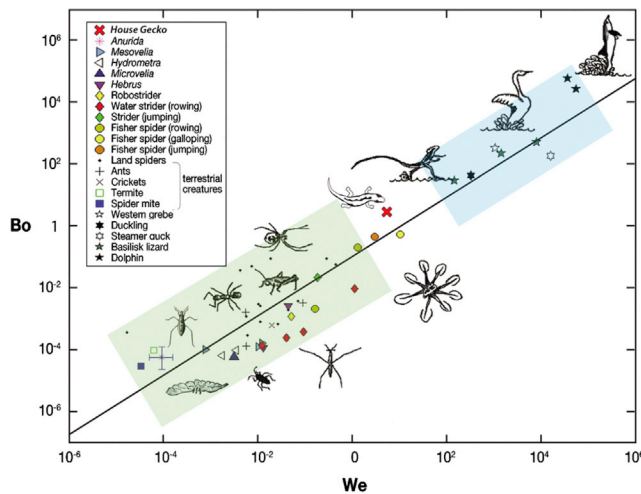 10⁶
10⁴
10²
1
10⁻²
10⁻⁴
10⁻⁶
Bo
House Gecko
Anurida
Mesovelia
Hydrometra
Microvelia
Hebrus
Robostrider
Water strider (rowing)
Strider (jumping)
Fisher spider (rowing)
Fisher spider (galloping)
Fisher spider (jumping)
Land spiders
Ants
Crickets
Termite
Spider mite
terrestrial
creatures
Western grebe
Duckling
Steamer duck
Basilisk lizard
Dolphin
10⁻⁶ 10⁻⁴ 10⁻² 0 10² 10⁴ 10⁶
We